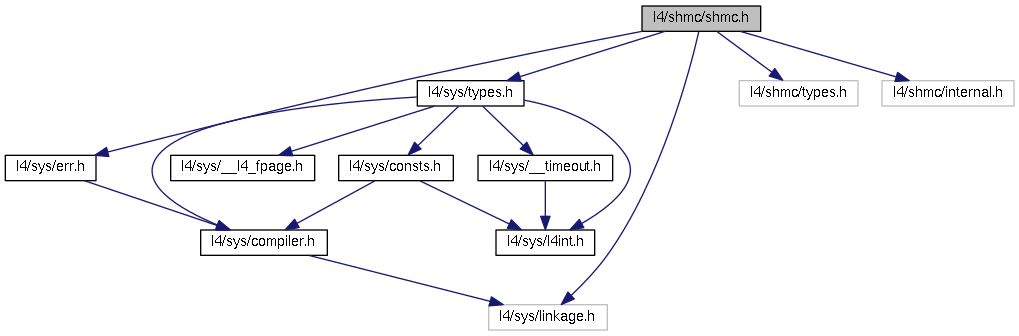 l4/shmc/shmc.h
l4/sys/types.h
l4/shmc/types.h
l4/shmc/internal.h
l4/sys/err.h
l4/sys/__l4_fpage.h
l4/sys/consts.h
l4/sys/__timeout.h
l4/sys/compiler.h
l4/sys/l4int.h
l4/sys/linkage.h